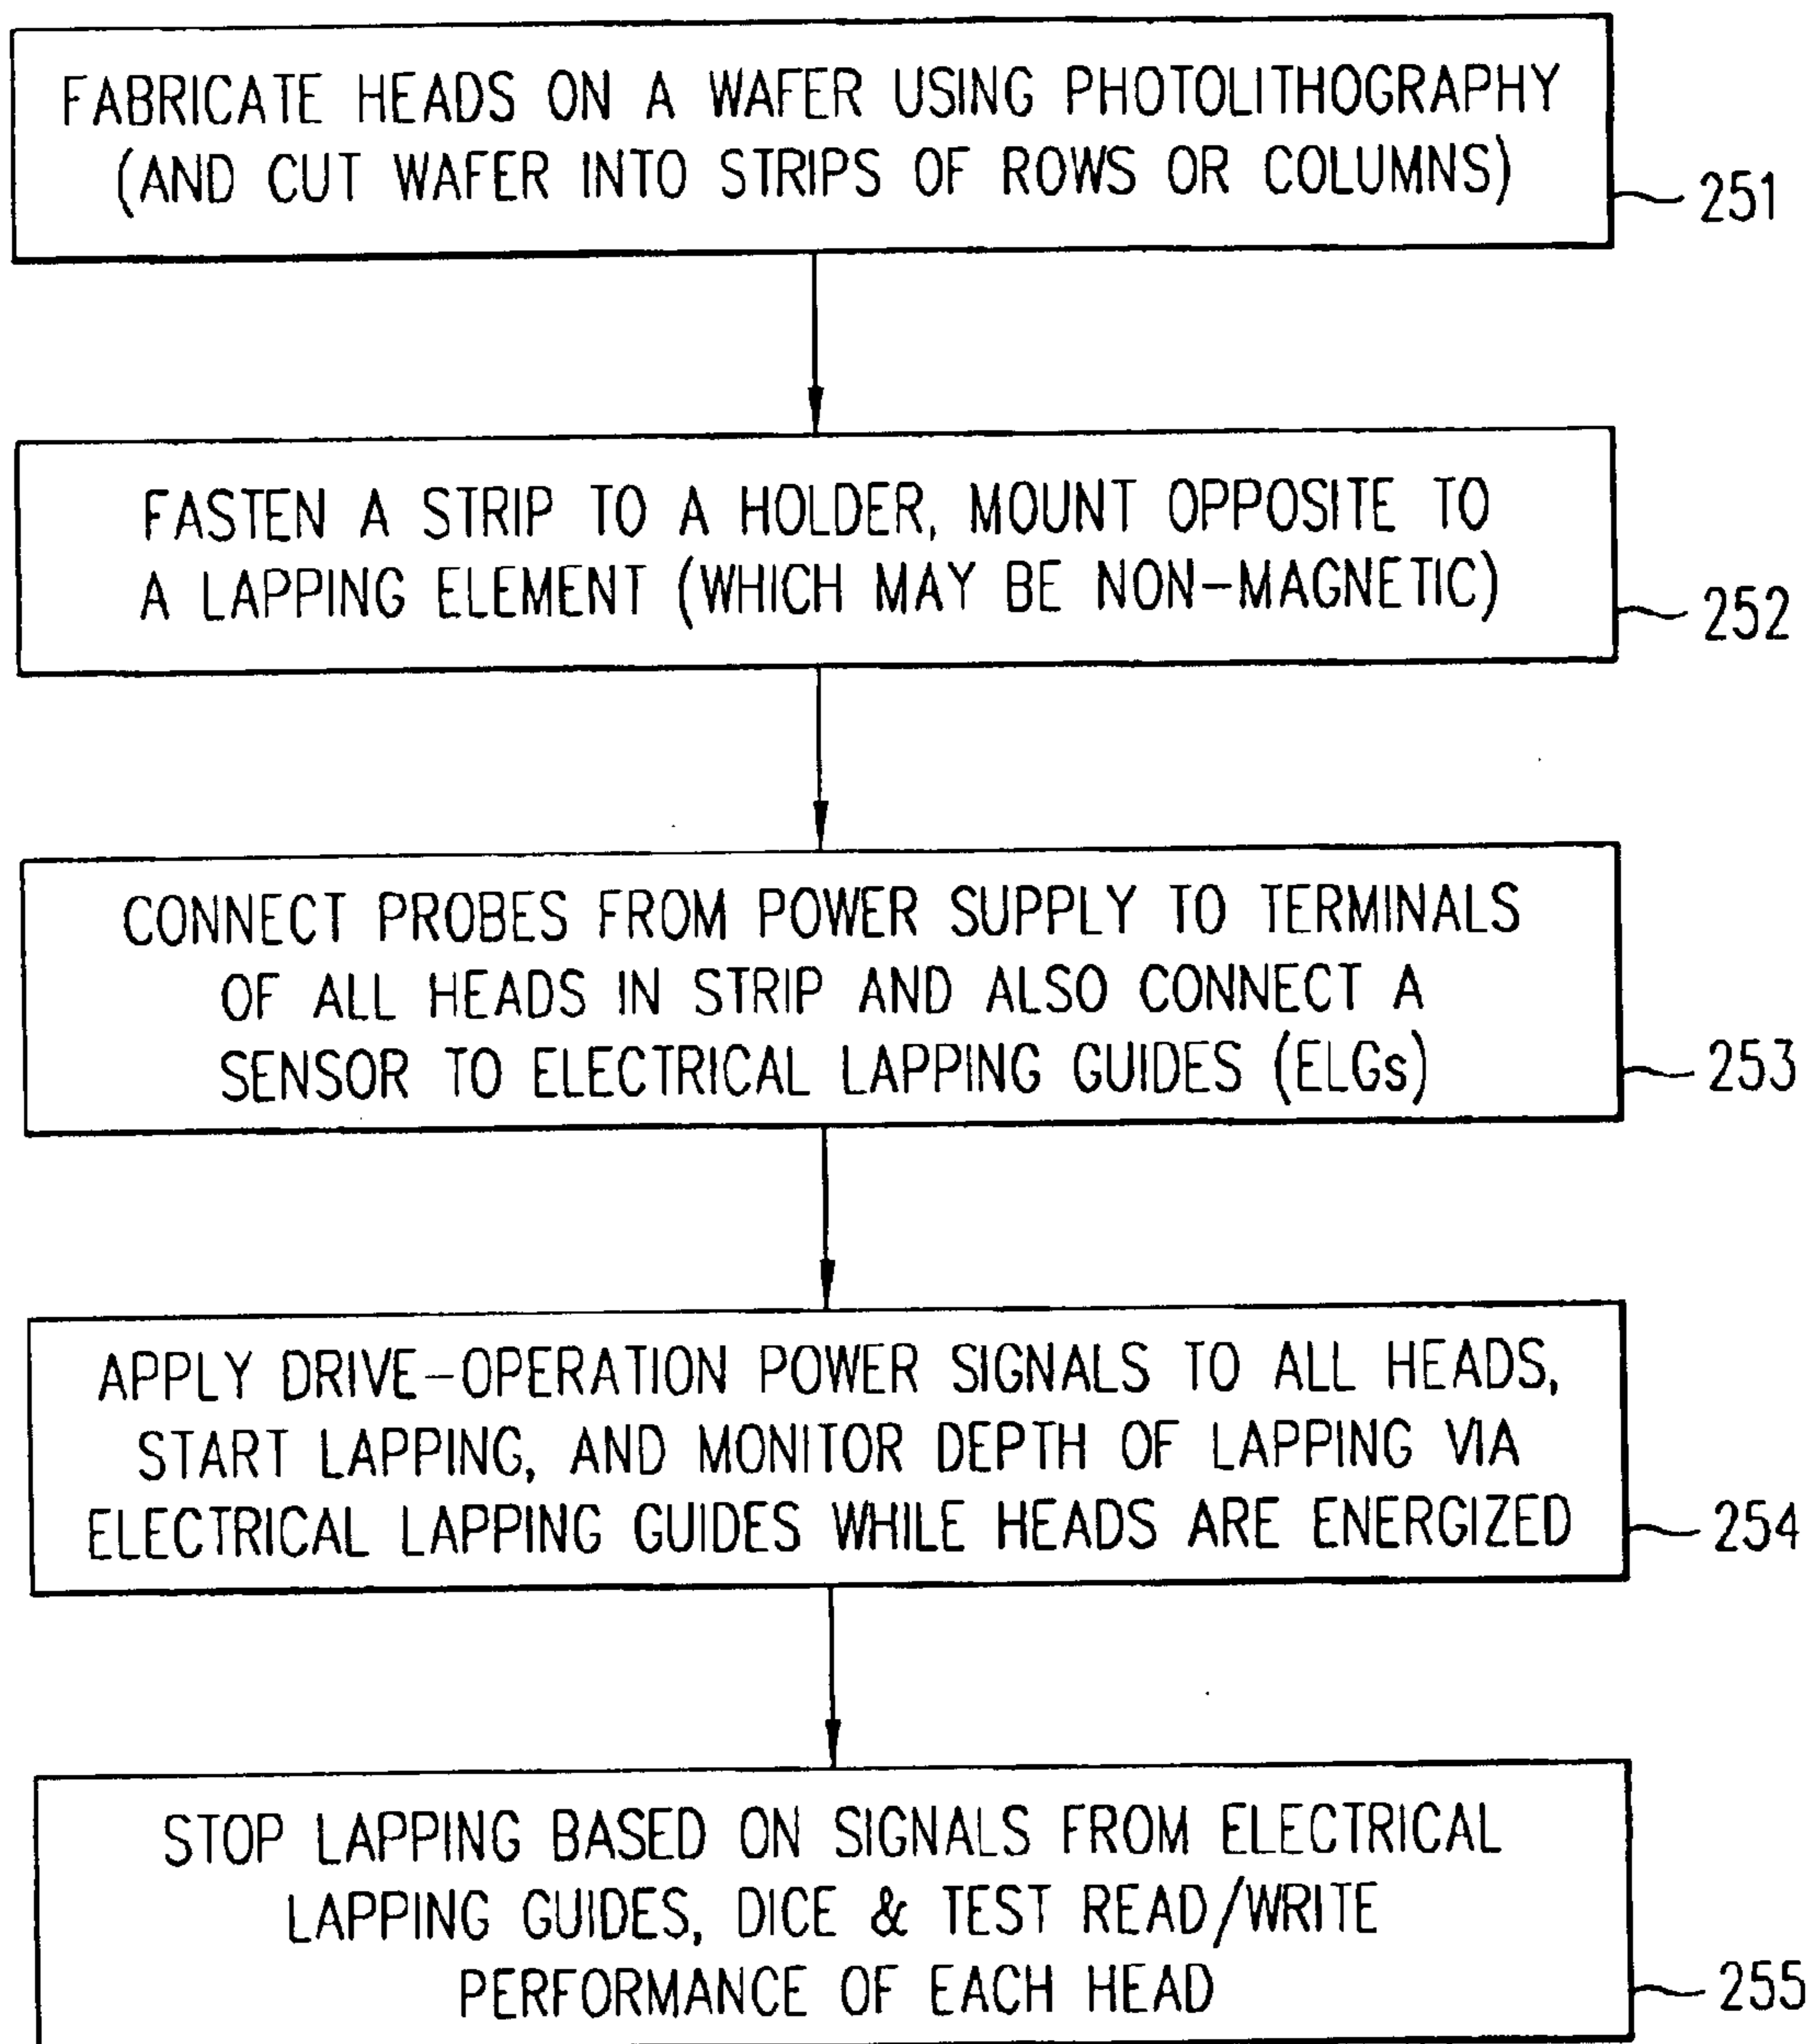 FABRICATE HEADS ON A WAFER USING PHOTOLITHOGRAPHY
(AND CUT WAFER INTO STRIPS OF ROWS OR COLUMNS)
251
FASTEN A STRIP TO A HOLDER, MOUNT OPPOSITE TO
A LAPPING ELEMENT (WHICH MAY BE NON-MAGNETIC)
252
CONNECT PROBES FROM POWER SUPPLY TO TERMINALS
OF ALL HEADS IN STRIP AND ALSO CONNECT A
SENSOR TO ELECTRICAL LAPPING GUIDES (ELGs)
253
APPLY DRIVE-OPERATION POWER SIGNALS TO ALL HEADS,
START LAPPING, AND MONITOR DEPTH OF LAPPING VIA
ELECTRICAL LAPPING GUIDES WHILE HEADS ARE ENERGIZED
254
STOP LAPPING BASED ON SIGNALS FROM ELECTRICAL
LAPPING GUIDES, DICE & TEST READ/WRITE
PERFORMANCE OF EACH HEAD
255